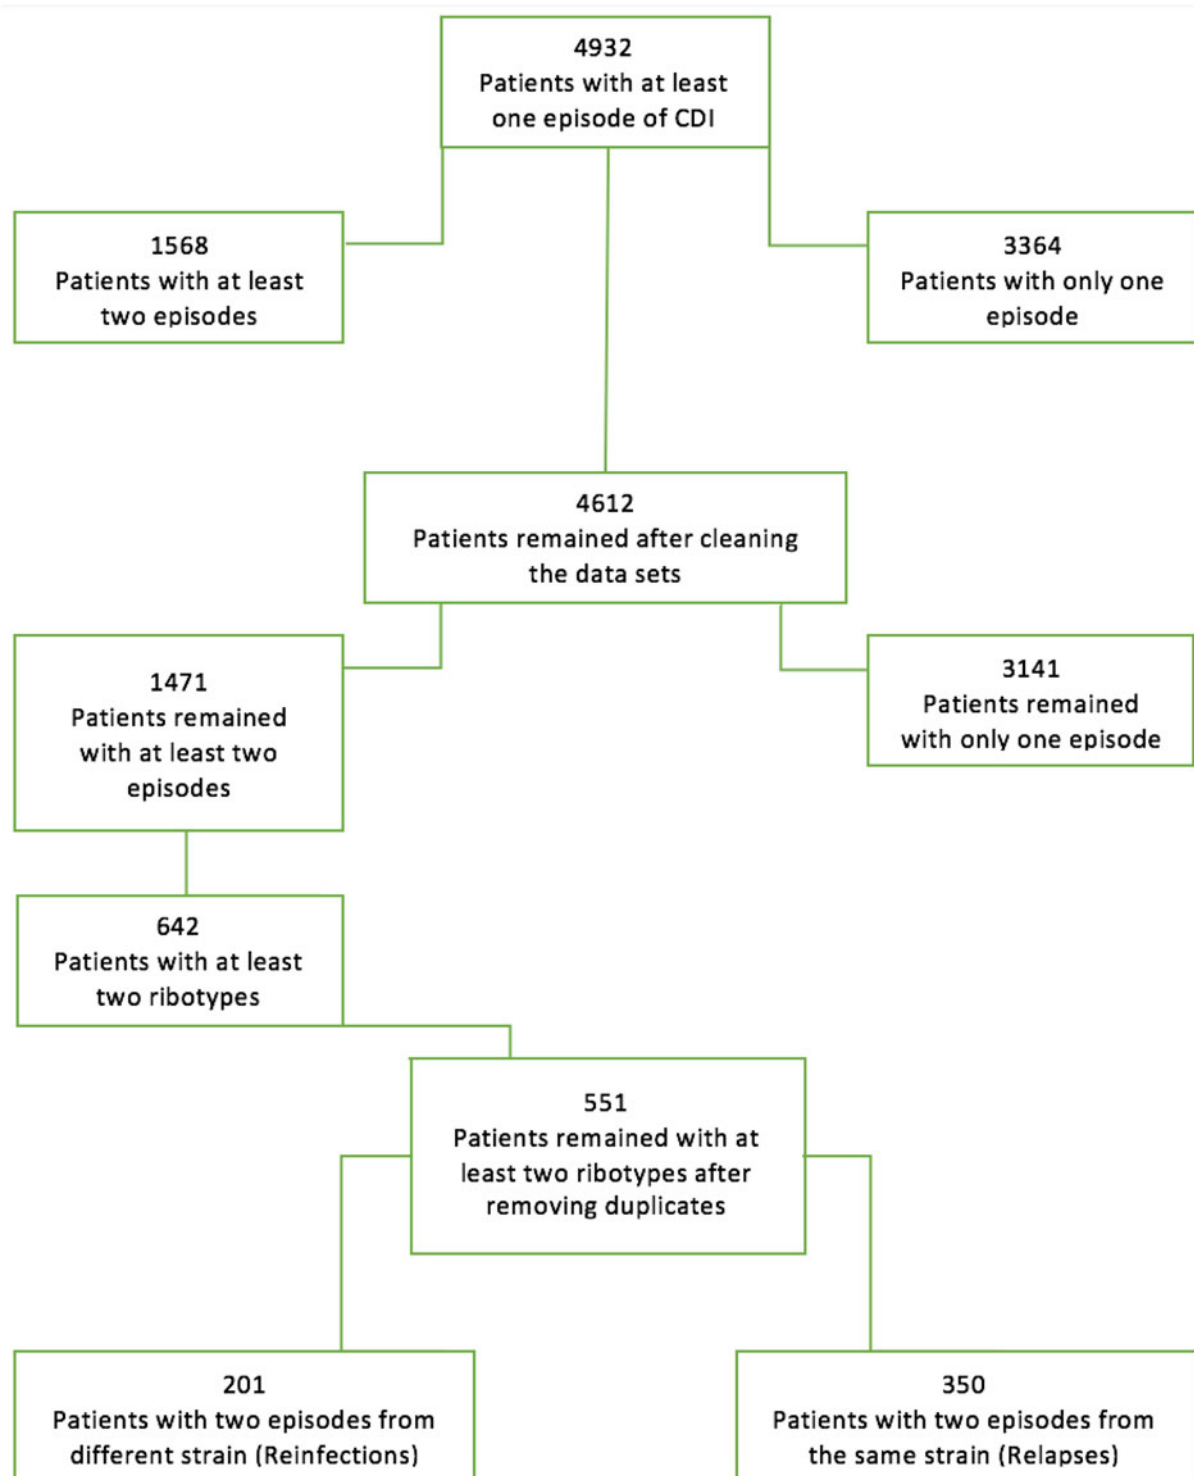 4932
Patients with at least
one episode of CDI
1568
Patients with at least
two episodes
3364
Patients with only one
episode
4612
Patients remained after cleaning
the data sets
1471
Patients remained
with at least two
episodes
3141
Patients remained
with only one episode
642
Patients with at least
two ribotypes
551
Patients remained with at
least two ribotypes after
removing duplicates
201
Patients with two episodes from
different strain (Reinfections)
350
Patients with two episodes from
the same strain (Relapses)